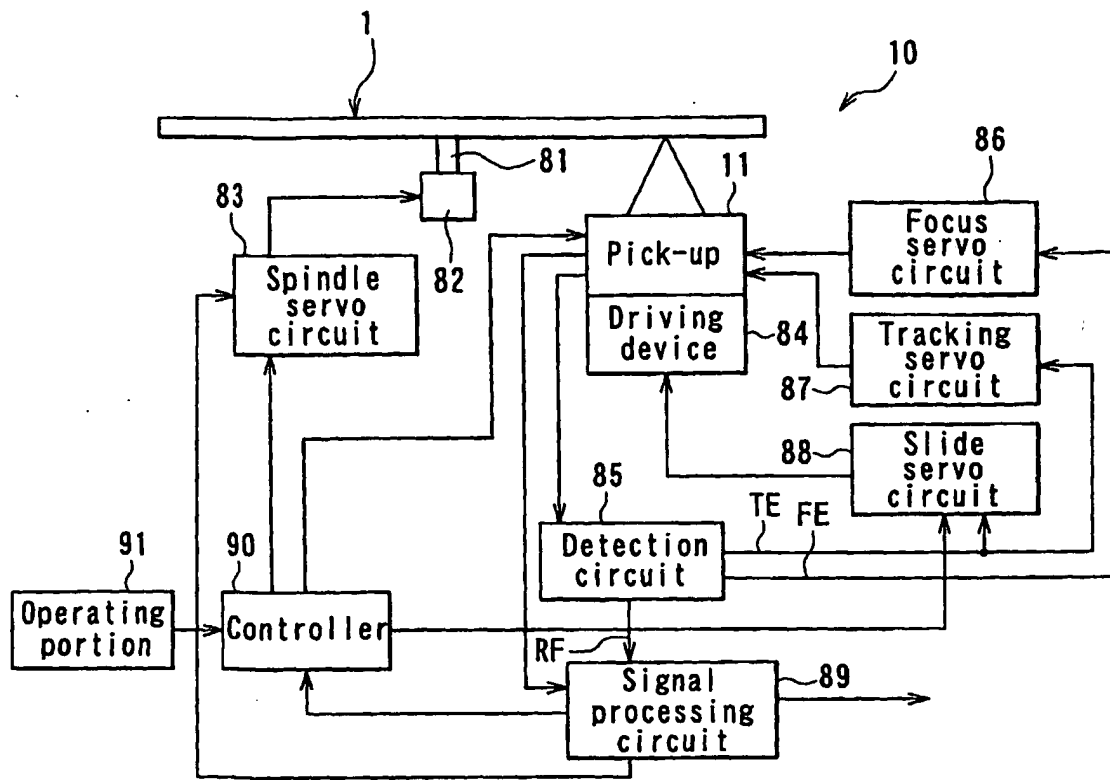 1
10
81
11
86
83
82
Focus
servo
circuit
Pick-up
Spindle
servo
circuit
Driving
device
84
Tracking
servo
circuit
87
88
Slide
servo
circuit
85
TE
FE
91
90
Detection
circuit
Operating
portion
Controller
RF
Signal
processing
circuit
89